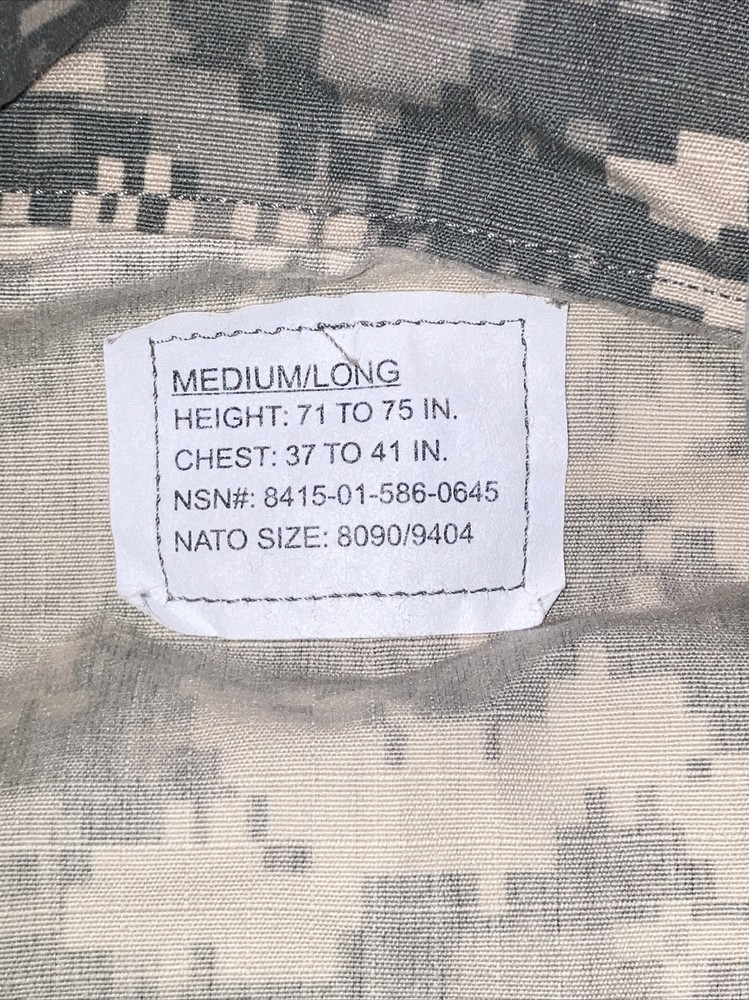 MEDIUM/LONG
HEIGHT: 71 TO 75 IN.
CHEST: 37 TO 41 IN.
NSN#: 8415-01-586-0645
NATO SIZE: 8090/9404